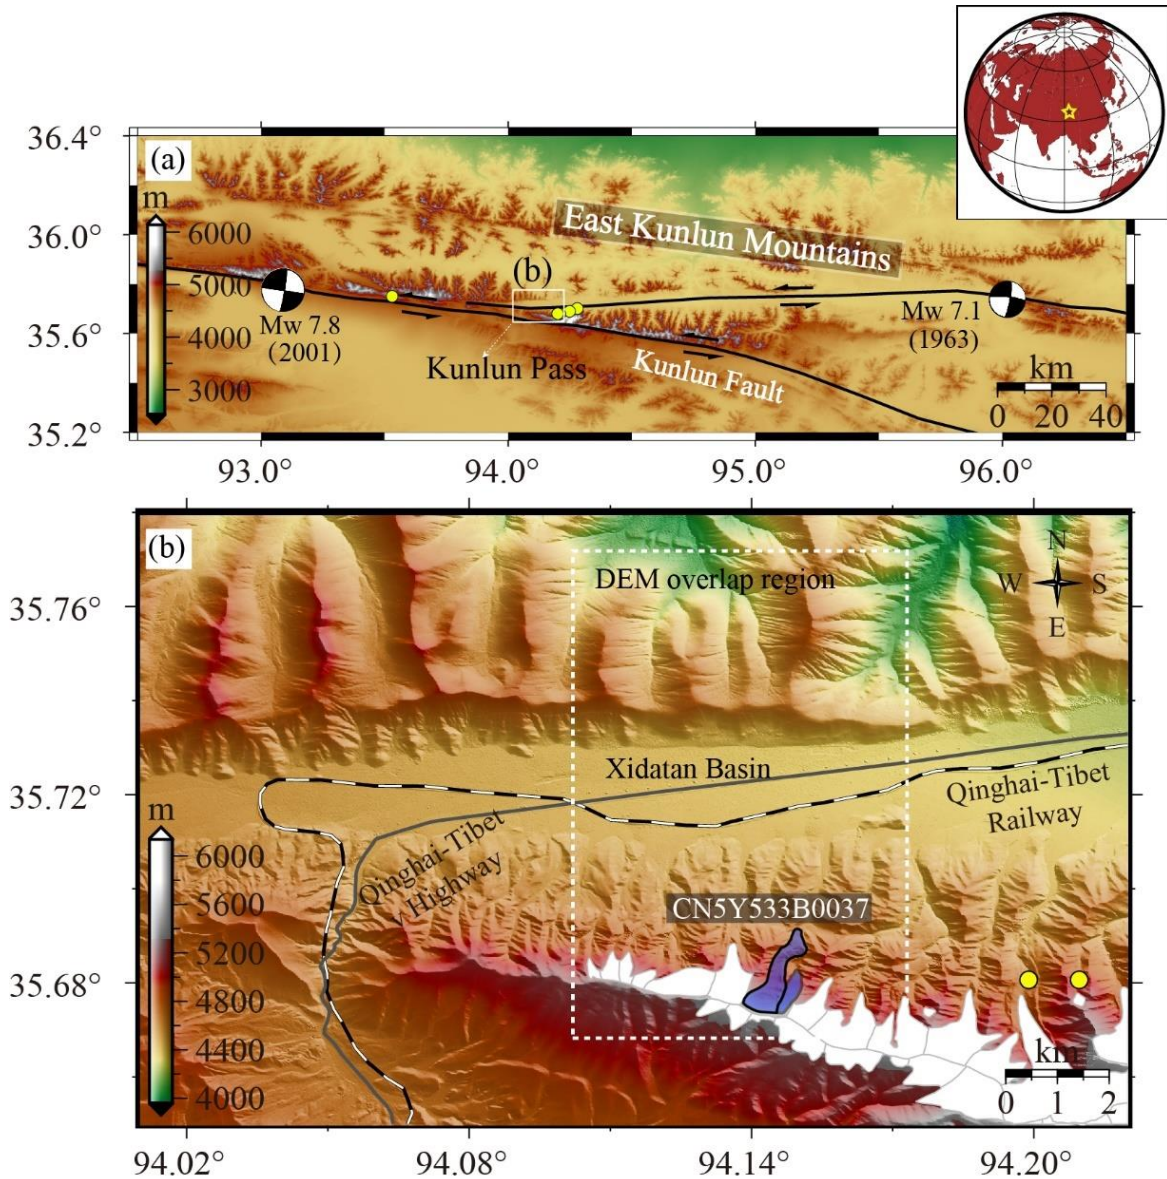 36.4°
(a)
m
6000
5000
4000
3000
36.0°
35.6°
35.2°
East Kunlun Mountains
(b)
Mw 7.8
(2001)
Mw 7.1
(1963)
Kunlun Pass
Kunlun Fault
km
0 20 40
93.0° 94.0° 95.0° 96.0°
(b)
DEM overlap region
N
W S
E
35.76°
35.72°
35.68°
Xidatan Basin
Qinghai-Tibet
Railway
Qinghai-Tibet
Highway
CN5Y533B0037
m
6000
5600
5200
4800
4400
4000
km
0 1 2
94.02° 94.08° 94.14° 94.20°